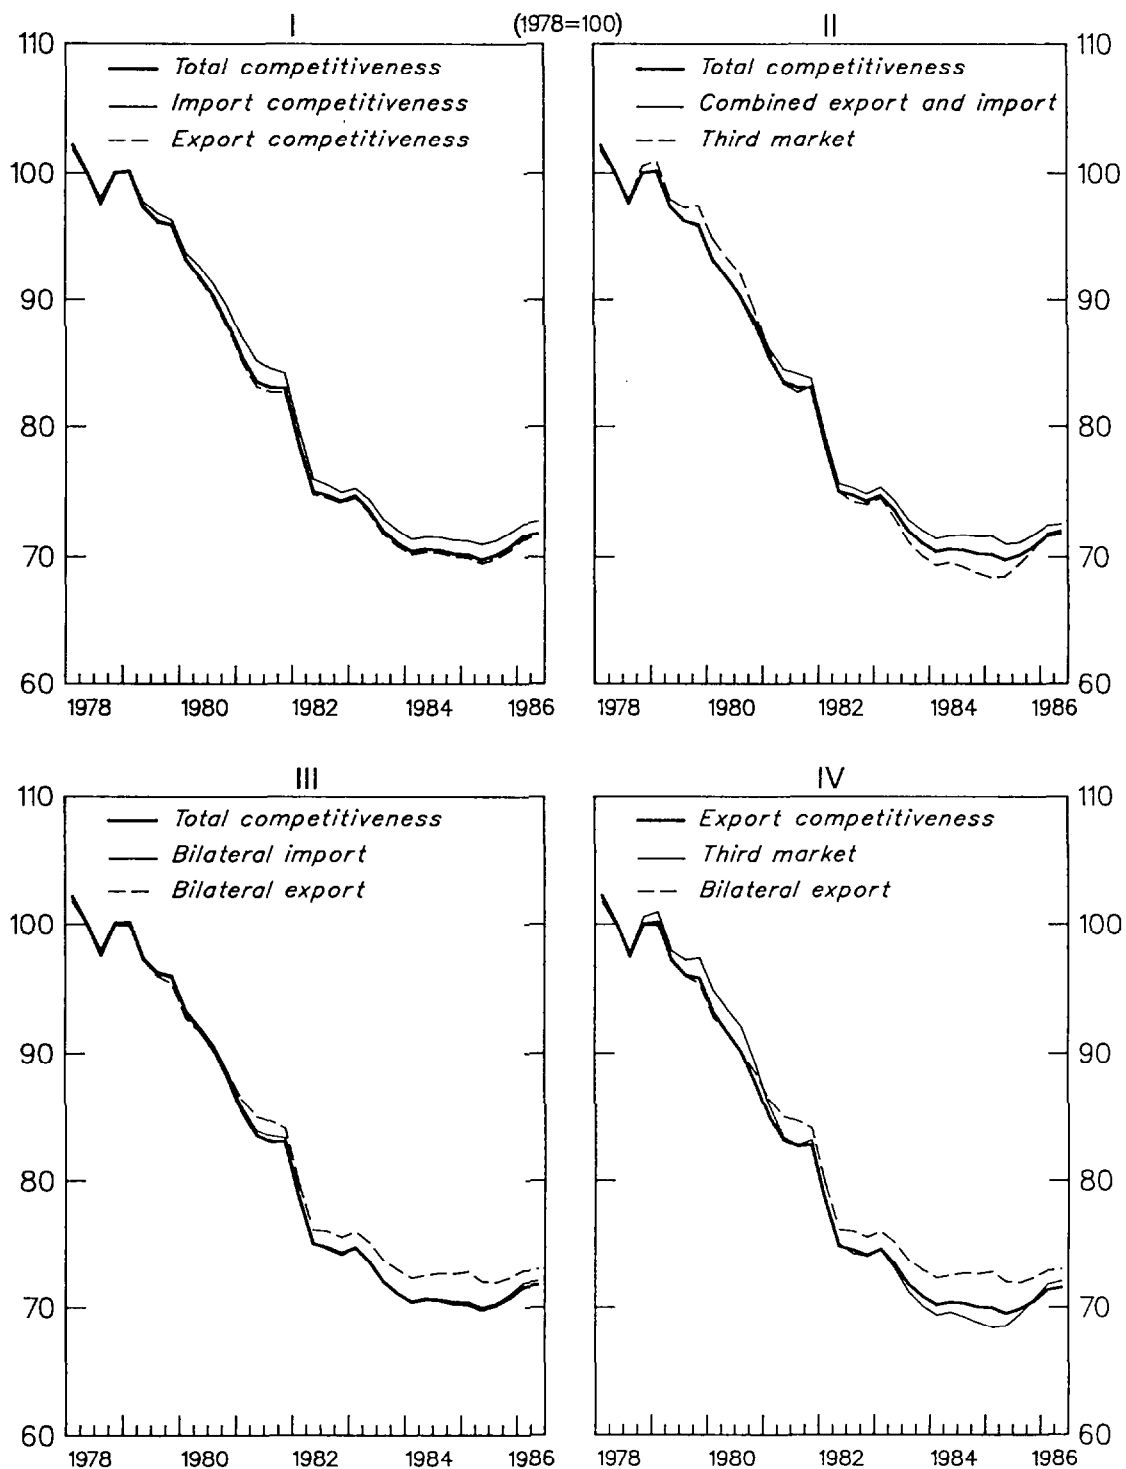 I (1978=100) II
110
100
90
80
70
60
Total competitiveness
Import competitiveness
Export competitiveness
1978 1980 1982 1984 1986
Total competitiveness
Combined export and import
Third market
110
100
90
80
70
60
1978 1980 1982 1984 1986
III IV
110
100
90
80
70
60
Total competitiveness
Bilateral import
Bilateral export
1978 1980 1982 1984 1986
Export competitiveness
Third market
Bilateral export
110
100
90
80
70
60
1978 1980 1982 1984 1986